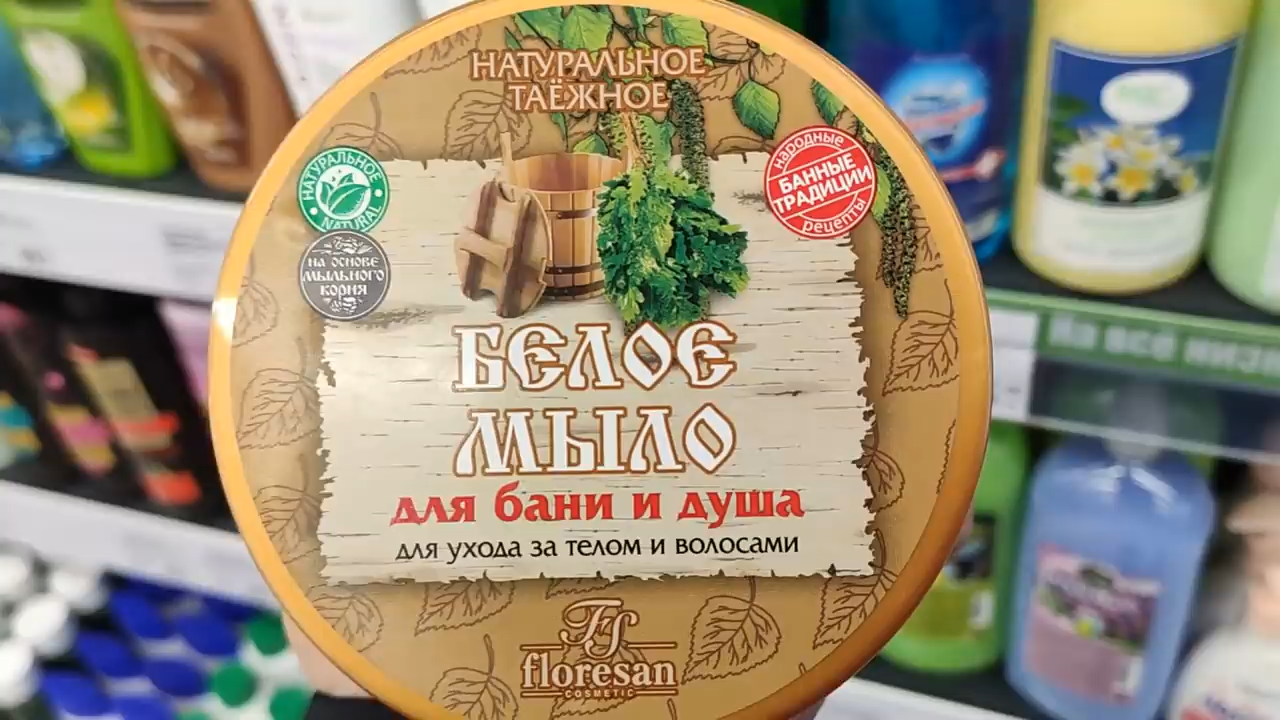 НАТУРАЛЬНОЕ
ТАЁЖНОЕ
НАТУРАЛЬНОЕ
NATURAL
НА ОСНОВЕ
МЫЛЬНОГО
КОРНЯ
народные
БАННЫЕ
ТРАДИЦИИ
рецепты
БЕЛОЕ
МЫЛО
для бани и душа
для ухода за телом и волосами
FS
floresan
COSMETIC